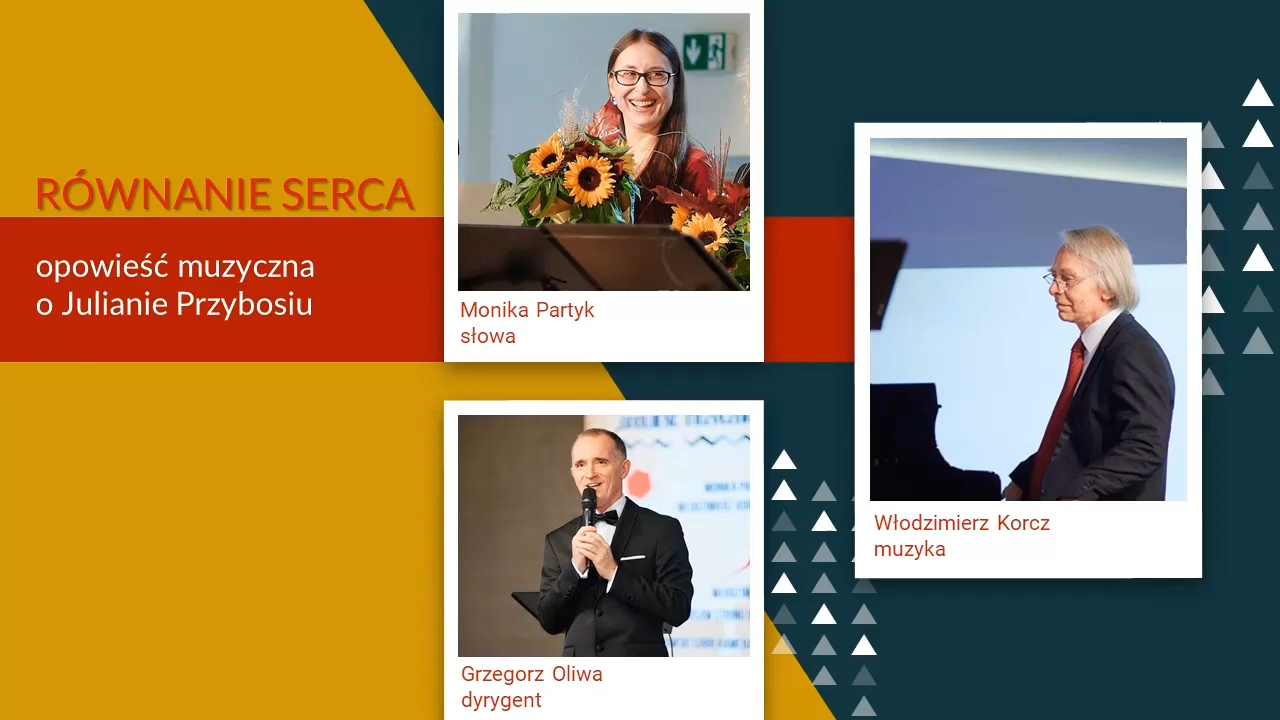 RÓWNANIE SERCA
opowieść muzyczna
o Julianie Przybosiu
Monika Partyk
słowa
Grzegorz Oliwa
dyrygent
Włodzimierz Korcz
muzyka